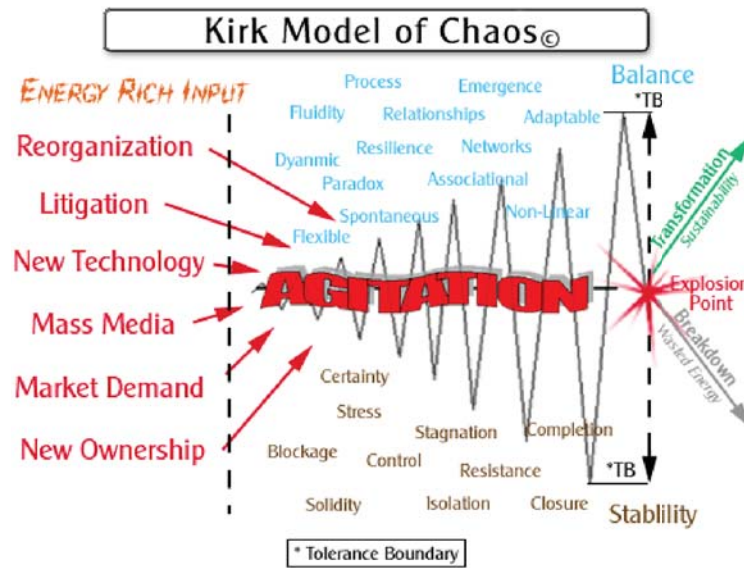 Kirk Model of Chaos©
ENERGY RICH INPUT
Reorganization
Litigation
New Technology
Mass Media
Market Demand
New Ownership
Process
Emergence
Fluidity
Relationships
Adaptable
Dyanmic
Resilience
Networks
Paradox
Associational
Spontaneous
Non-Linear
Flexible
AGITATION
Certainty
Stress
Stagnation
Completion
Blockage
Control
Resistance
Solidity
Isolation
Closure
Balance
*TB
Transformation
Sustainability
Explosion
Point
Breakdown
Wasted Energy
*TB
Stablility
* Tolerance Boundary